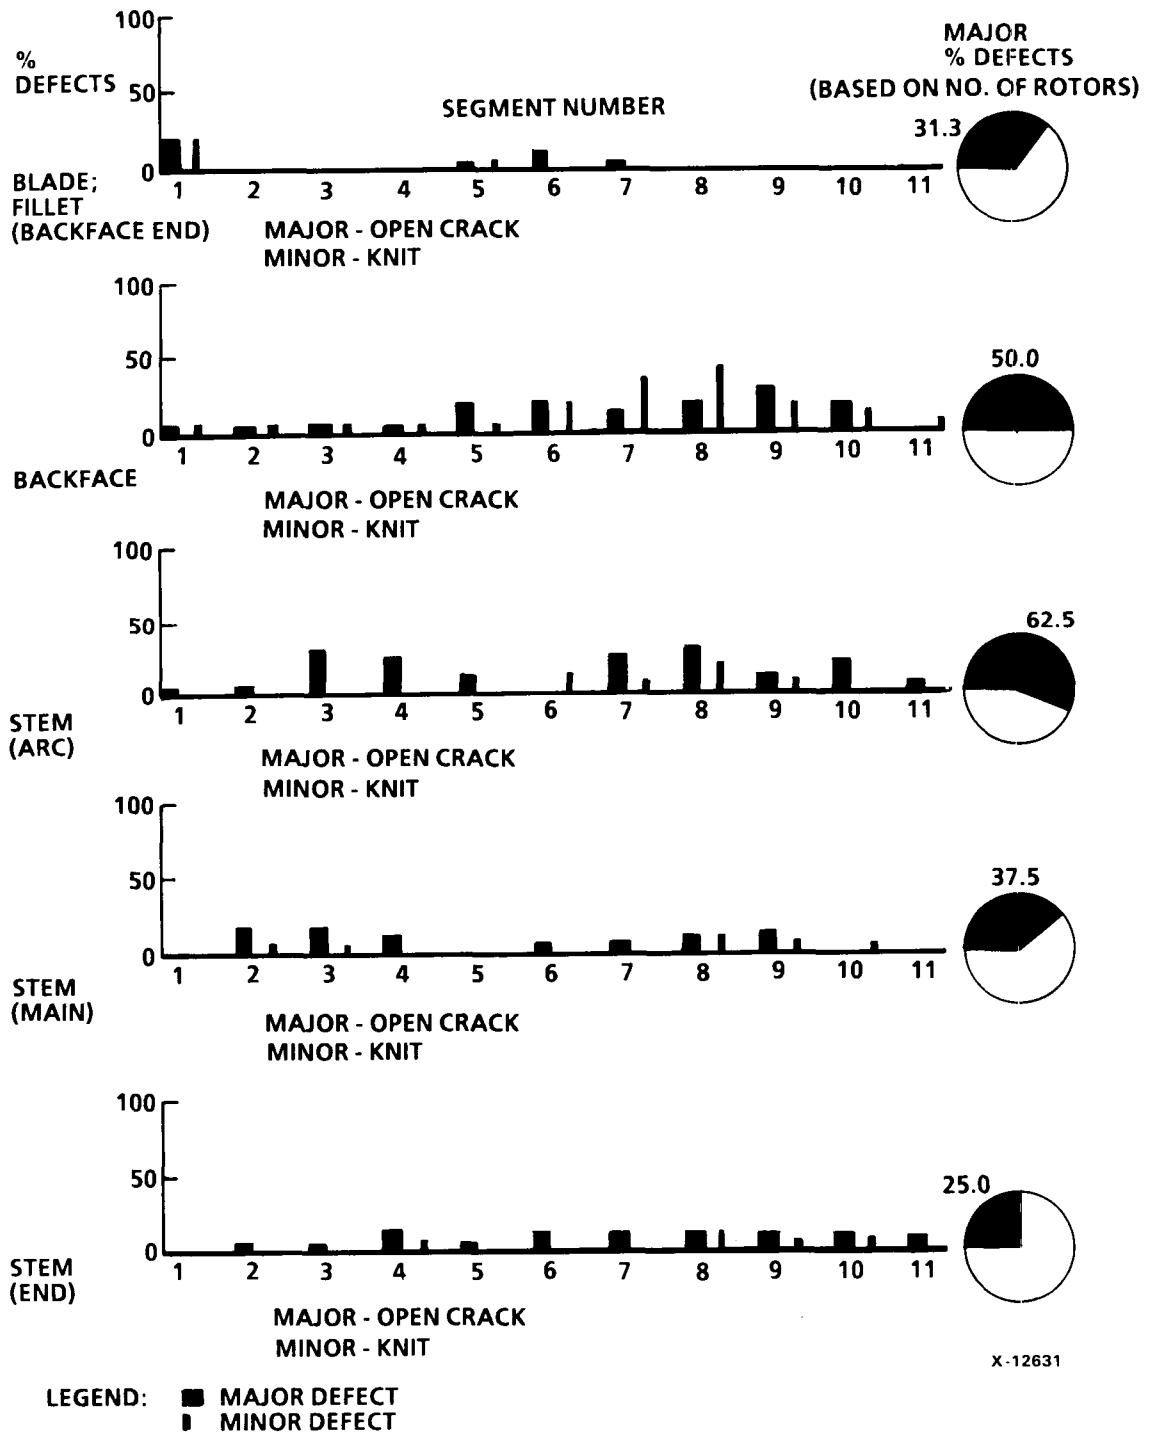 MAJOR
% DEFECTS
(BASED ON NO. OF ROTORS)
%
DEFECTS
100
50
0
SEGMENT NUMBER
31.3
1 2 3 4 5 6 7 8 9 10 11
BLADE;
FILLET
(BACKFACE END)
MAJOR - OPEN CRACK
MINOR - KNIT
100
50
0
50.0
1 2 3 4 5 6 7 8 9 10 11
BACKFACE
MAJOR - OPEN CRACK
MINOR - KNIT
100
50
0
62.5
1 2 3 4 5 6 7 8 9 10 11
STEM
(ARC)
MAJOR - OPEN CRACK
MINOR - KNIT
100
50
0
37.5
1 2 3 4 5 6 7 8 9 10 11
STEM
(MAIN)
MAJOR - OPEN CRACK
MINOR - KNIT
100
50
0
25.0
1 2 3 4 5 6 7 8 9 10 11
STEM
(END)
MAJOR - OPEN CRACK
MINOR - KNIT
X-12631
LEGEND: MAJOR DEFECT
MINOR DEFECT